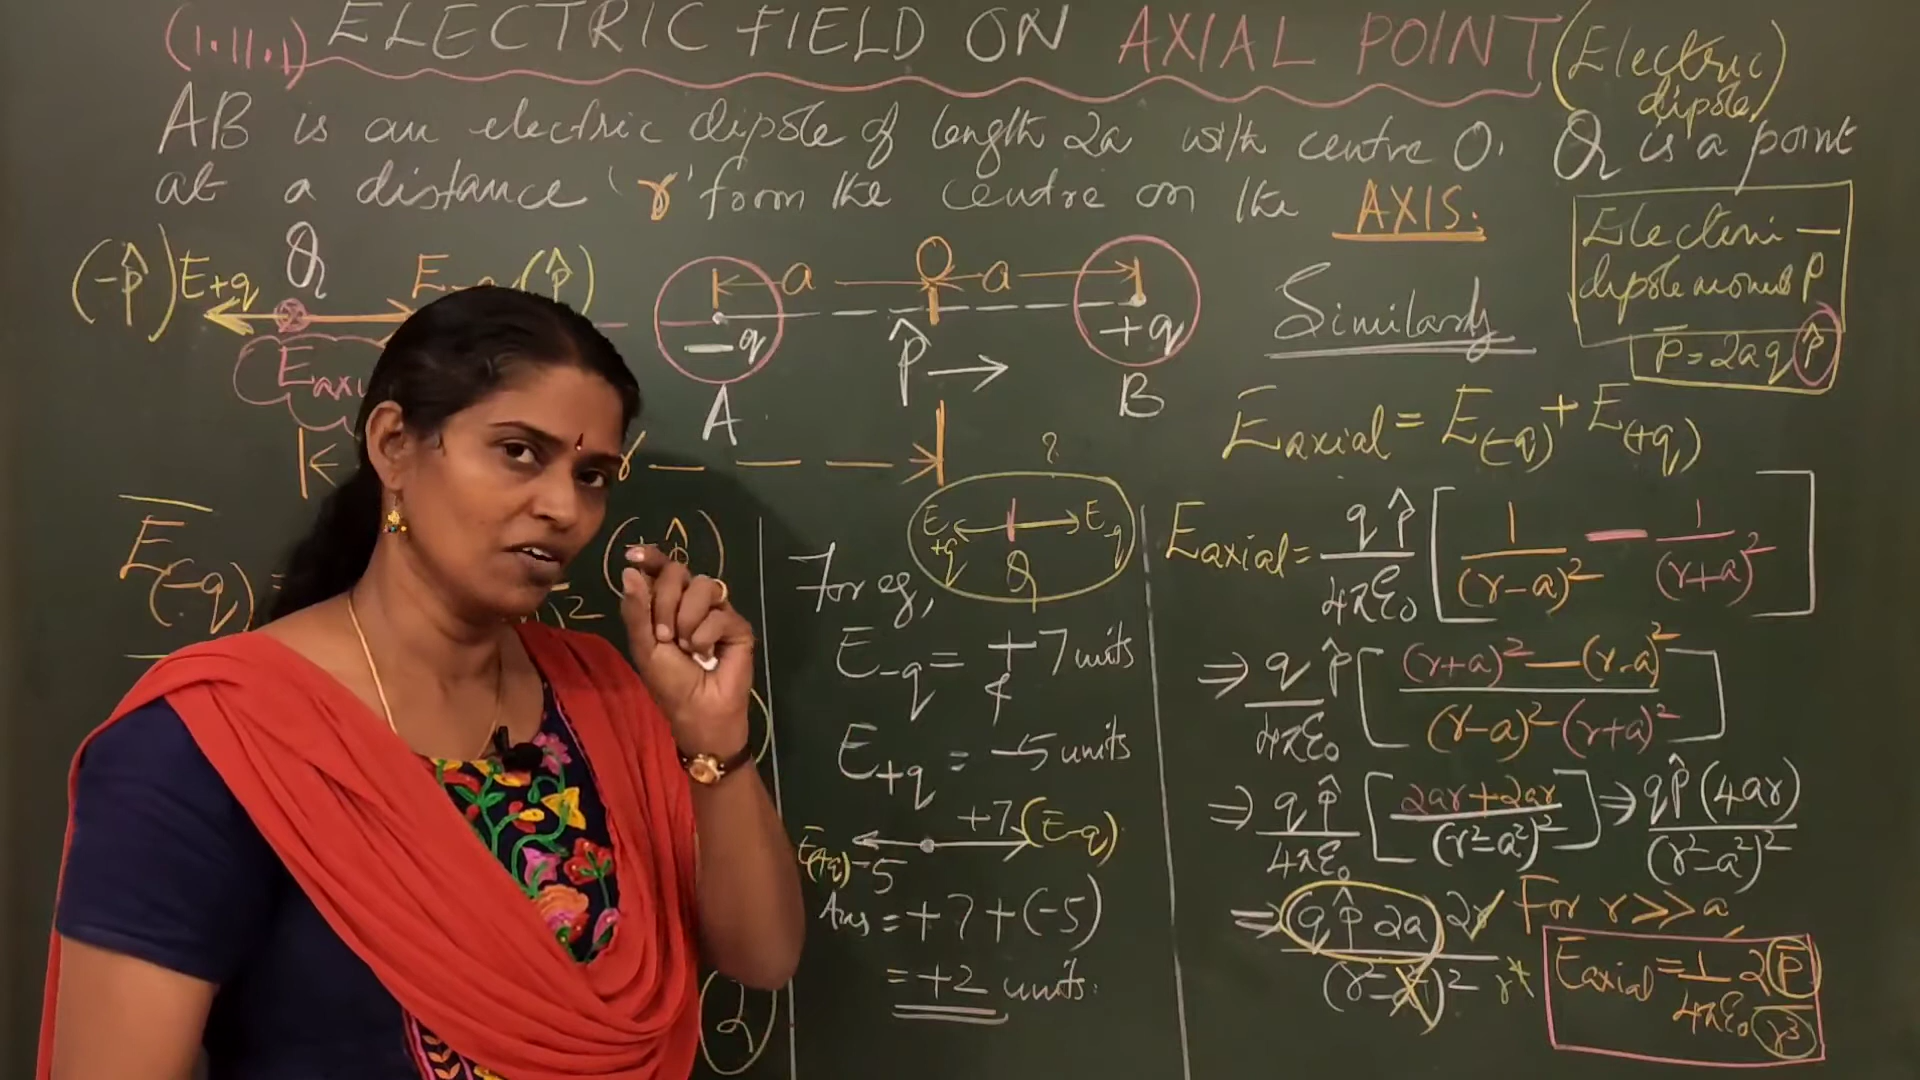 (1.11.1) ELECTRIC FIELD ON AXIAL POINT (Electric dipole)
AB is an electric dipole of length 2a with centre O. Q is a point
at a distance 'r' from the centre on the AXIS.
(-p̂) E+q Q E-q (p̂)
Eaxi
a O a
-q p̂ → +q
A B
r
E(-q) =
(+p̂)
)²
2
E+q Q E-q
For eg,
E-q = +7 units
&
E+q = -5 units
+7 (E-q)
E(+q) -5
Ans = +7+(-5)
= +2 units.
Electric
dipole moment P
P̄ = 2aq p̂
Similarly
Eaxial = E(-q) + E(+q)
Eaxial = q p̂/4πε₀ [1/(r-a)² - 1/(r+a)²]
⇒ q p̂/4πε₀ [(r+a)² - (r-a)²/(r-a)² (r+a)²]
⇒ q p̂/4πε₀ [2ar+2ar/(r²-a²)²] ⇒ q p̂ (4ar)/(r²-a²)²
⇒ q p̂ 2a 2r/(r²-a²)² r⁴ For r>>a,
Eaxial = 1/4πε₀ 2p̄/r³